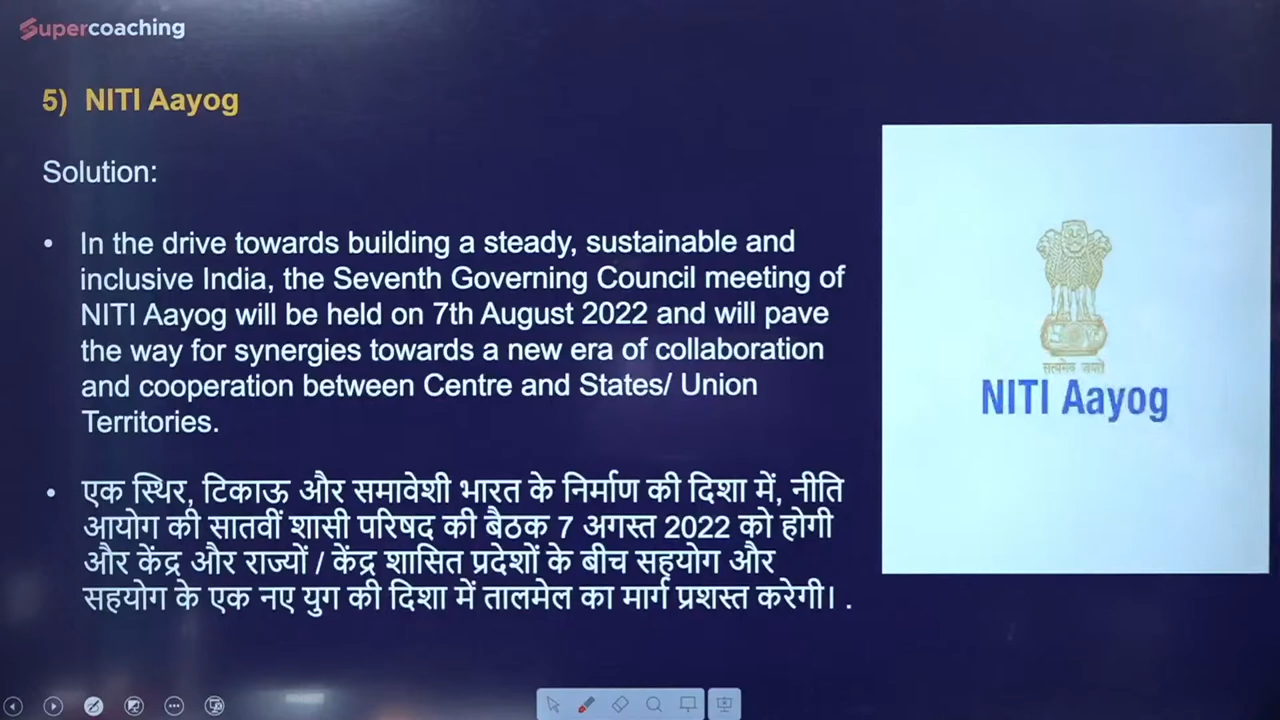 Supercoaching
5) NITI Aayog
Solution:
• In the drive towards building a steady, sustainable and
inclusive India, the Seventh Governing Council meeting of
NITI Aayog will be held on 7th August 2022 and will pave
the way for synergies towards a new era of collaboration
and cooperation between Centre and States/ Union
Territories.
• एक स्थिर, टिकाऊ और समावेशी भारत के निर्माण की दिशा में, नीति
आयोग की सातवीं शासी परिषद की बैठक 7 अगस्त 2022 को होगी
और केंद्र और राज्यों / केंद्र शासित प्रदेशों के बीच सहयोग और
सहयोग के एक नए युग की दिशा में तालमेल का मार्ग प्रशस्त करेगी। .
सत्यमेव जयते
NITI Aayog